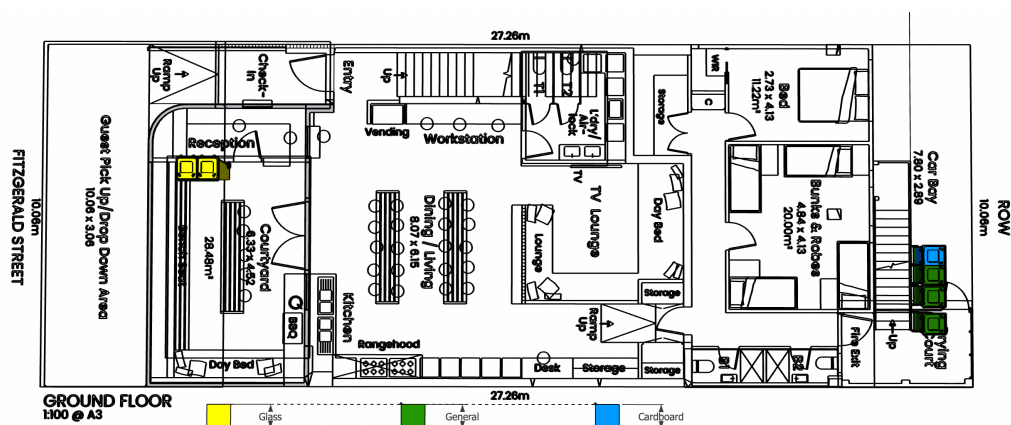 27.26m
FITZGERALD STREET
10.06m
Guest Pick Up/Drop Down Area
10.06 x 3.06
Ramp
Up
Check-
In
Entry
Reception
Courtyard
6.33 x 4.52
28.48m²
Day Bed
BBQ
Kitchen
Rangehood
Up
Vending
Workstation
Dining / Living
8.07 x 6.15
T1
T2
L'dry/
Air-
lock
TV
TV Lounge
Lounge
Day Bed
Storage
Storage
Ramp
Up
Desk
Storage
Storage
WIR
C
Bed
2.73 x 4.13
11.22m²
Bunks & Robes
4.84 x 4.13
20.00m²
Fire Exit
Up
Drying
Court
Car Bay
7.80 x 2.89
ROW
10.06m
27.26m
GROUND FLOOR
1:100 @ A3
Glass
General
Cardboard